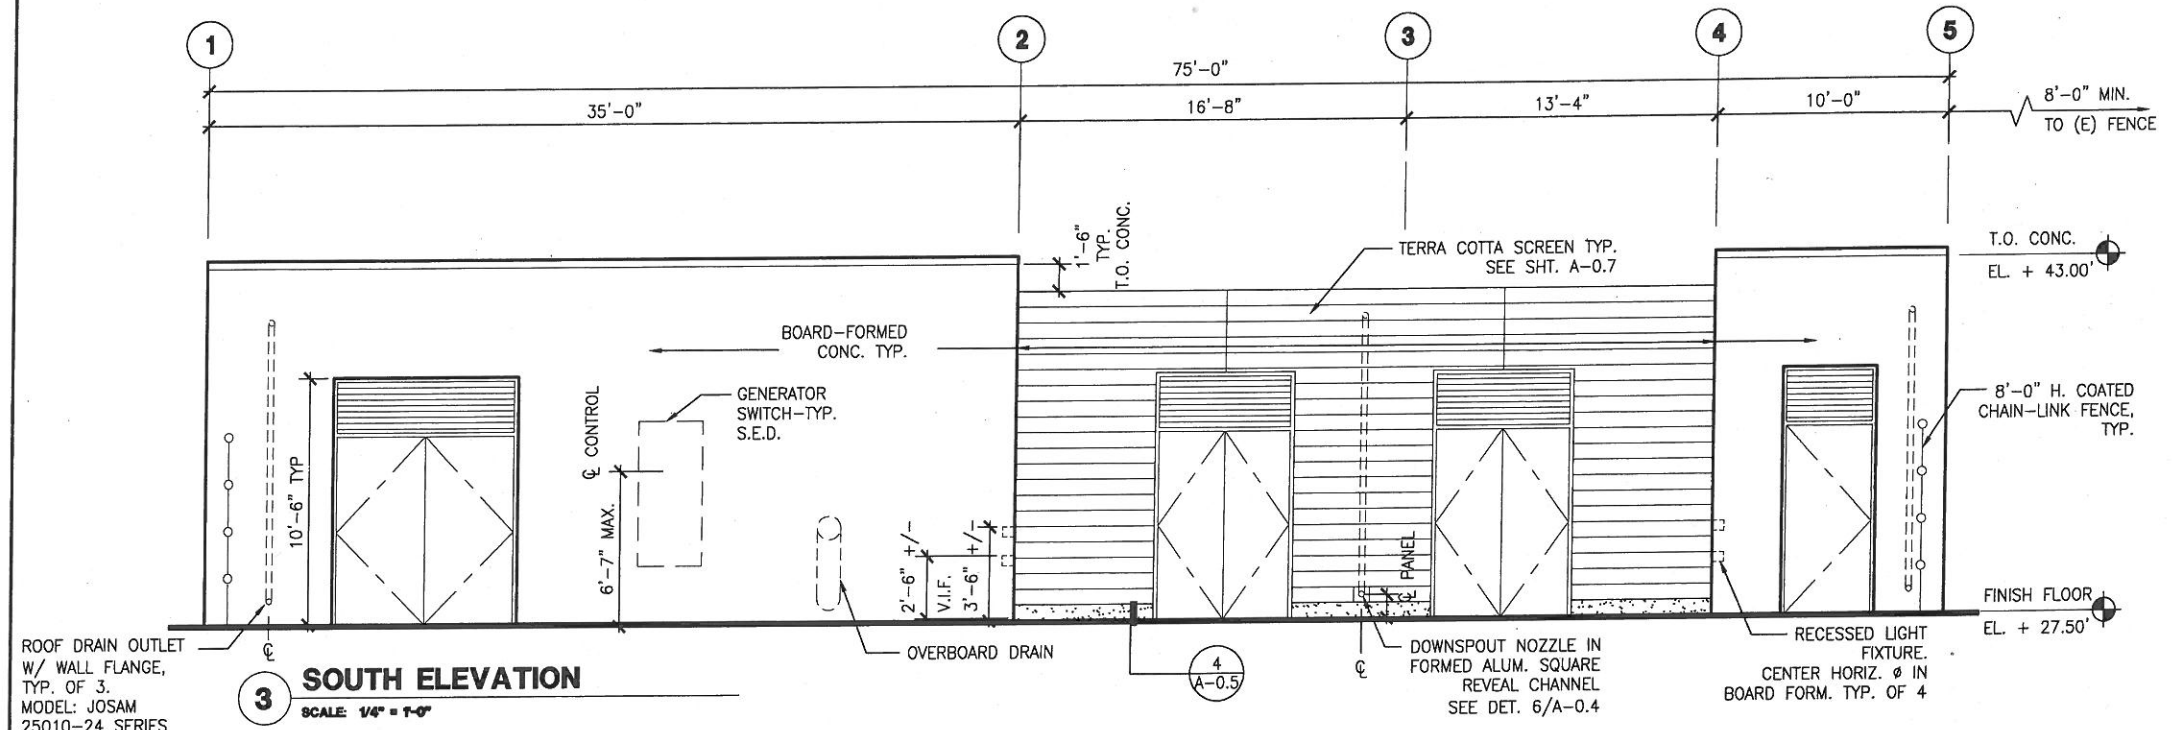 1
2
3
4
5
75'-0"
35'-0"
16'-8"
13'-4"
10'-0"
8'-0" MIN.
TO (E) FENCE
1'-6"
TYP.
T.O. CONC.
TERRA COTTA SCREEN TYP.
SEE SHT. A-0.7
T.O. CONC.
EL. + 43.00'
BOARD-FORMED
CONC. TYP.
GENERATOR
SWITCH-TYP.
S.E.D.
℄ CONTROL
10'-6" TYP
6'-7" MAX.
2'-6" +/-
V.I.F.
3'-6" +/-
℄ PANEL
8'-0" H. COATED
CHAIN-LINK FENCE,
TYP.
FINISH FLOOR
EL. + 27.50'
ROOF DRAIN OUTLET
W/ WALL FLANGE,
TYP. OF 3.
MODEL: JOSAM
25010-24 SERIES
℄
OVERBOARD DRAIN
4
A-0.5
℄
DOWNSPOUT NOZZLE IN
FORMED ALUM. SQUARE
REVEAL CHANNEL
SEE DET. 6/A-0.4
RECESSED LIGHT
FIXTURE.
CENTER HORIZ. ø IN
BOARD FORM. TYP. OF 4
3
SOUTH ELEVATION
SCALE: 1/4" = 1'-0"